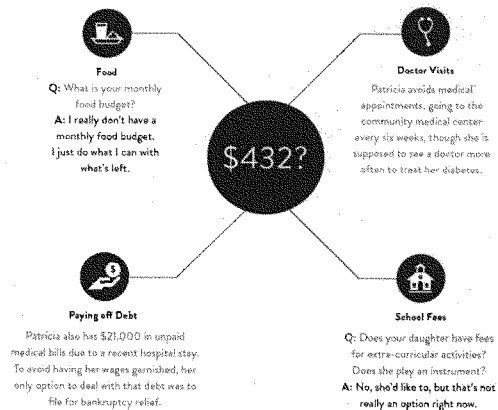 Food
Q: What is your monthly
food budget?
A: I really don't have a
monthly food budget.
I just do what I can with
what's left.
Doctor Visits
Patricia avoids medical
appointments, going to the
community medical center
every six weeks, though she is
supposed to see a doctor more
often to treat her diabetes.
$432?
Paying off Debt
Patricia also has $21,000 in unpaid
medical bills due to a recent hospital stay.
To avoid having her wages garnished, her
only option to deal with that debt was to
file for bankruptcy relief.
School Fees
Q: Does your daughter have fees
for extra-curricular activities?
Does she play an instrument?
A: No, she'd like to, but that's not
really an option right now.